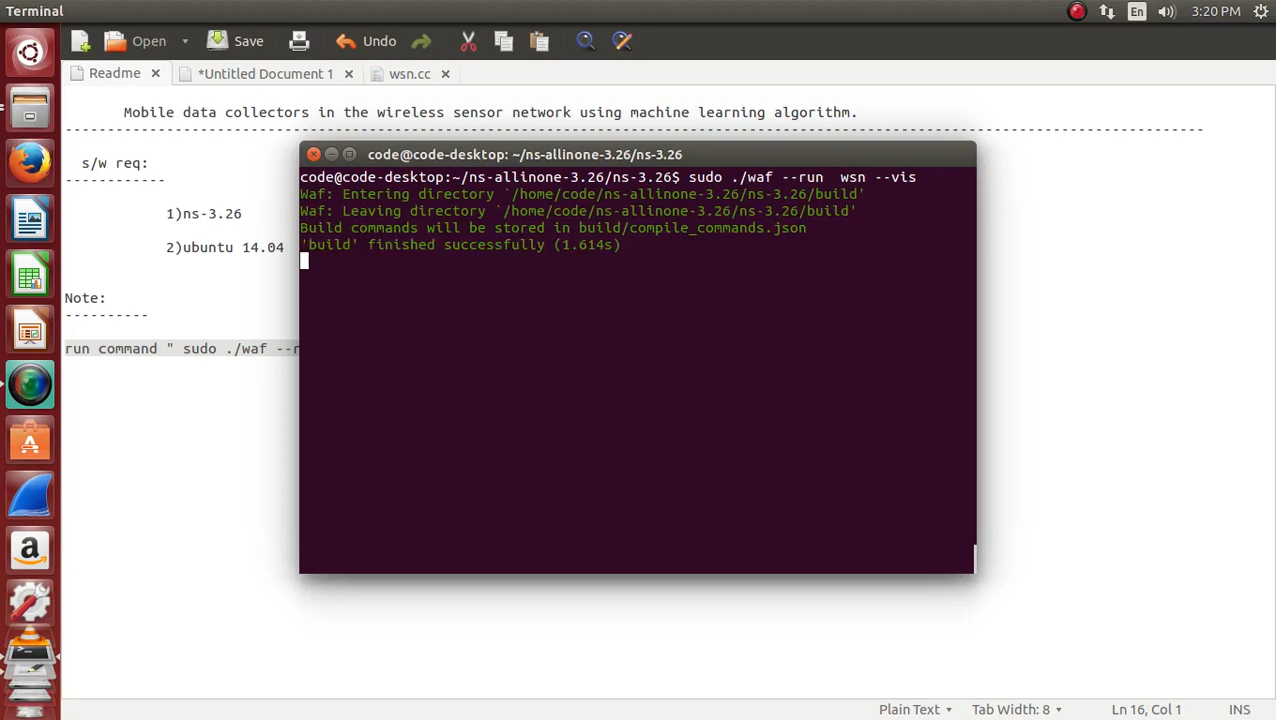 Terminal
En
3:20 PM
Open
Save
Undo
Readme
*Untitled Document 1
wsn.cc
Mobile data collectors in the wireless sensor network using machine learning algorithm.
--------------------------------------------------------------------------------------------------------------------------------------
s/w req:
------------
1)ns-3.26
2)ubuntu 14.04
Note:
----------
run command " sudo ./waf --r
code@code-desktop: ~/ns-allinone-3.26/ns-3.26
code@code-desktop:~/ns-allinone-3.26/ns-3.26$ sudo ./waf --run  wsn --vis
Waf: Entering directory `/home/code/ns-allinone-3.26/ns-3.26/build'
Waf: Leaving directory `/home/code/ns-allinone-3.26/ns-3.26/build'
Build commands will be stored in build/compile_commands.json
'build' finished successfully (1.614s)
Plain Text
Tab Width: 8
Ln 16, Col 1
INS